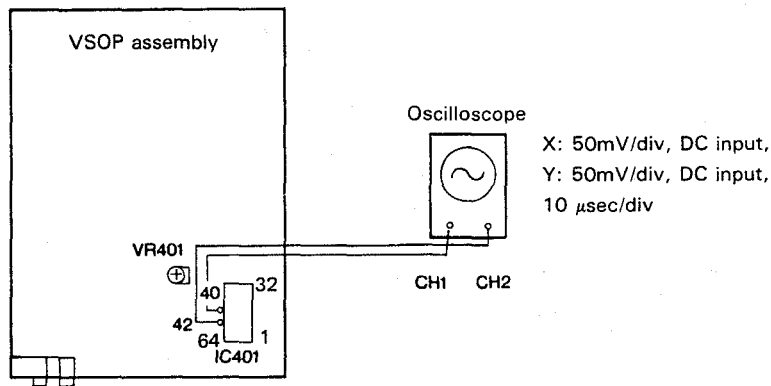 VSOP assembly
Oscilloscope
X: 50mV/div, DC input,
Y: 50mV/div, DC input,
10 μsec/div
VR401
CH1 CH2
40 32
42
64 1
IC401